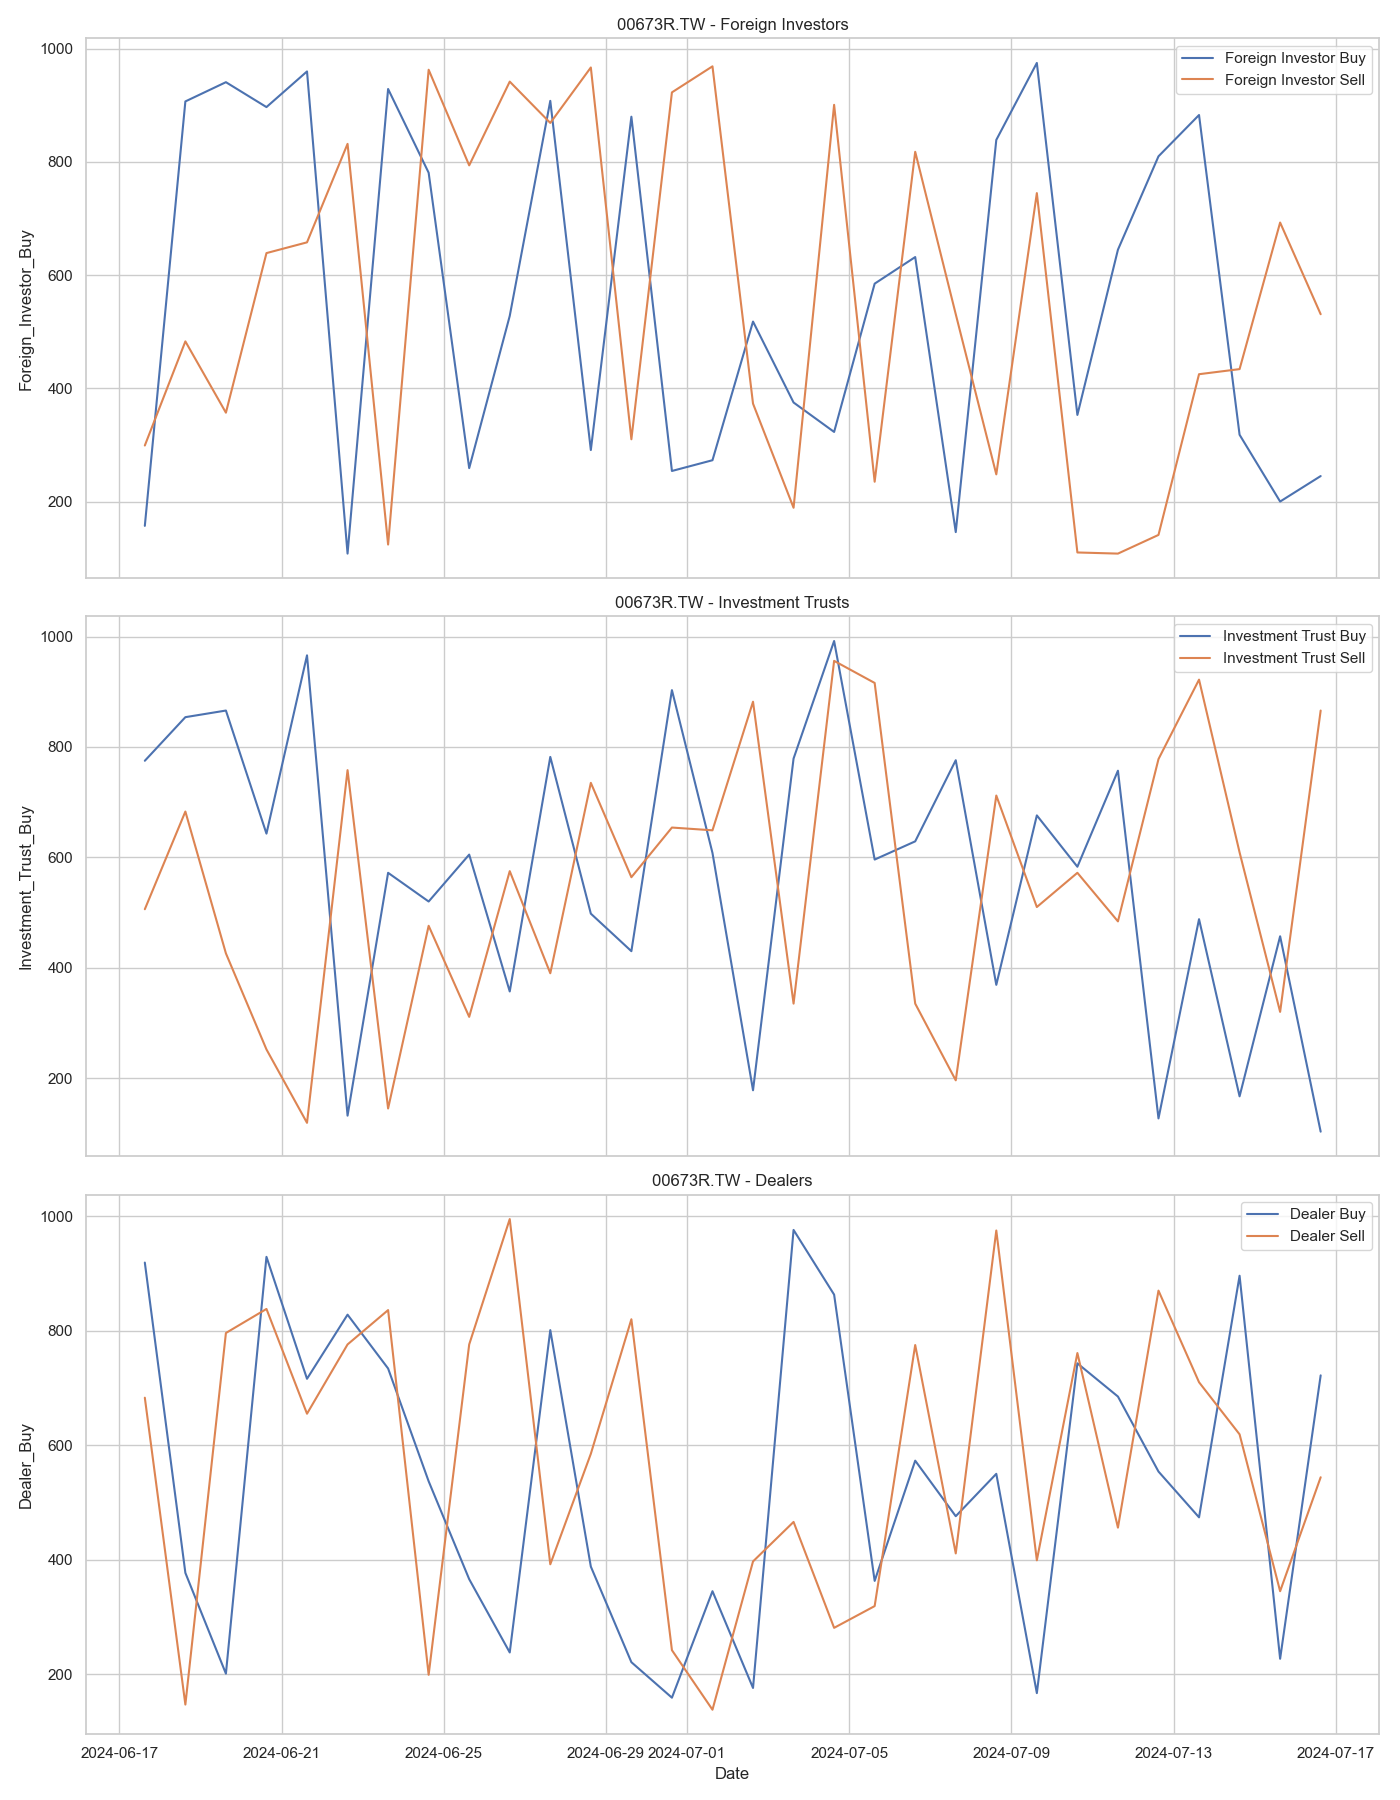 00673R.TW - Foreign Investors
Foreign_Investor_Buy
1000
800
600
400
200
Foreign Investor Buy
Foreign Investor Sell
00673R.TW - Investment Trusts
Investment_Trust_Buy
1000
800
600
400
200
Investment Trust Buy
Investment Trust Sell
00673R.TW - Dealers
Dealer_Buy
1000
800
600
400
200
Dealer Buy
Dealer Sell
2024-06-17 2024-06-21 2024-06-25 2024-06-29 2024-07-01 2024-07-05 2024-07-09 2024-07-13 2024-07-17
Date